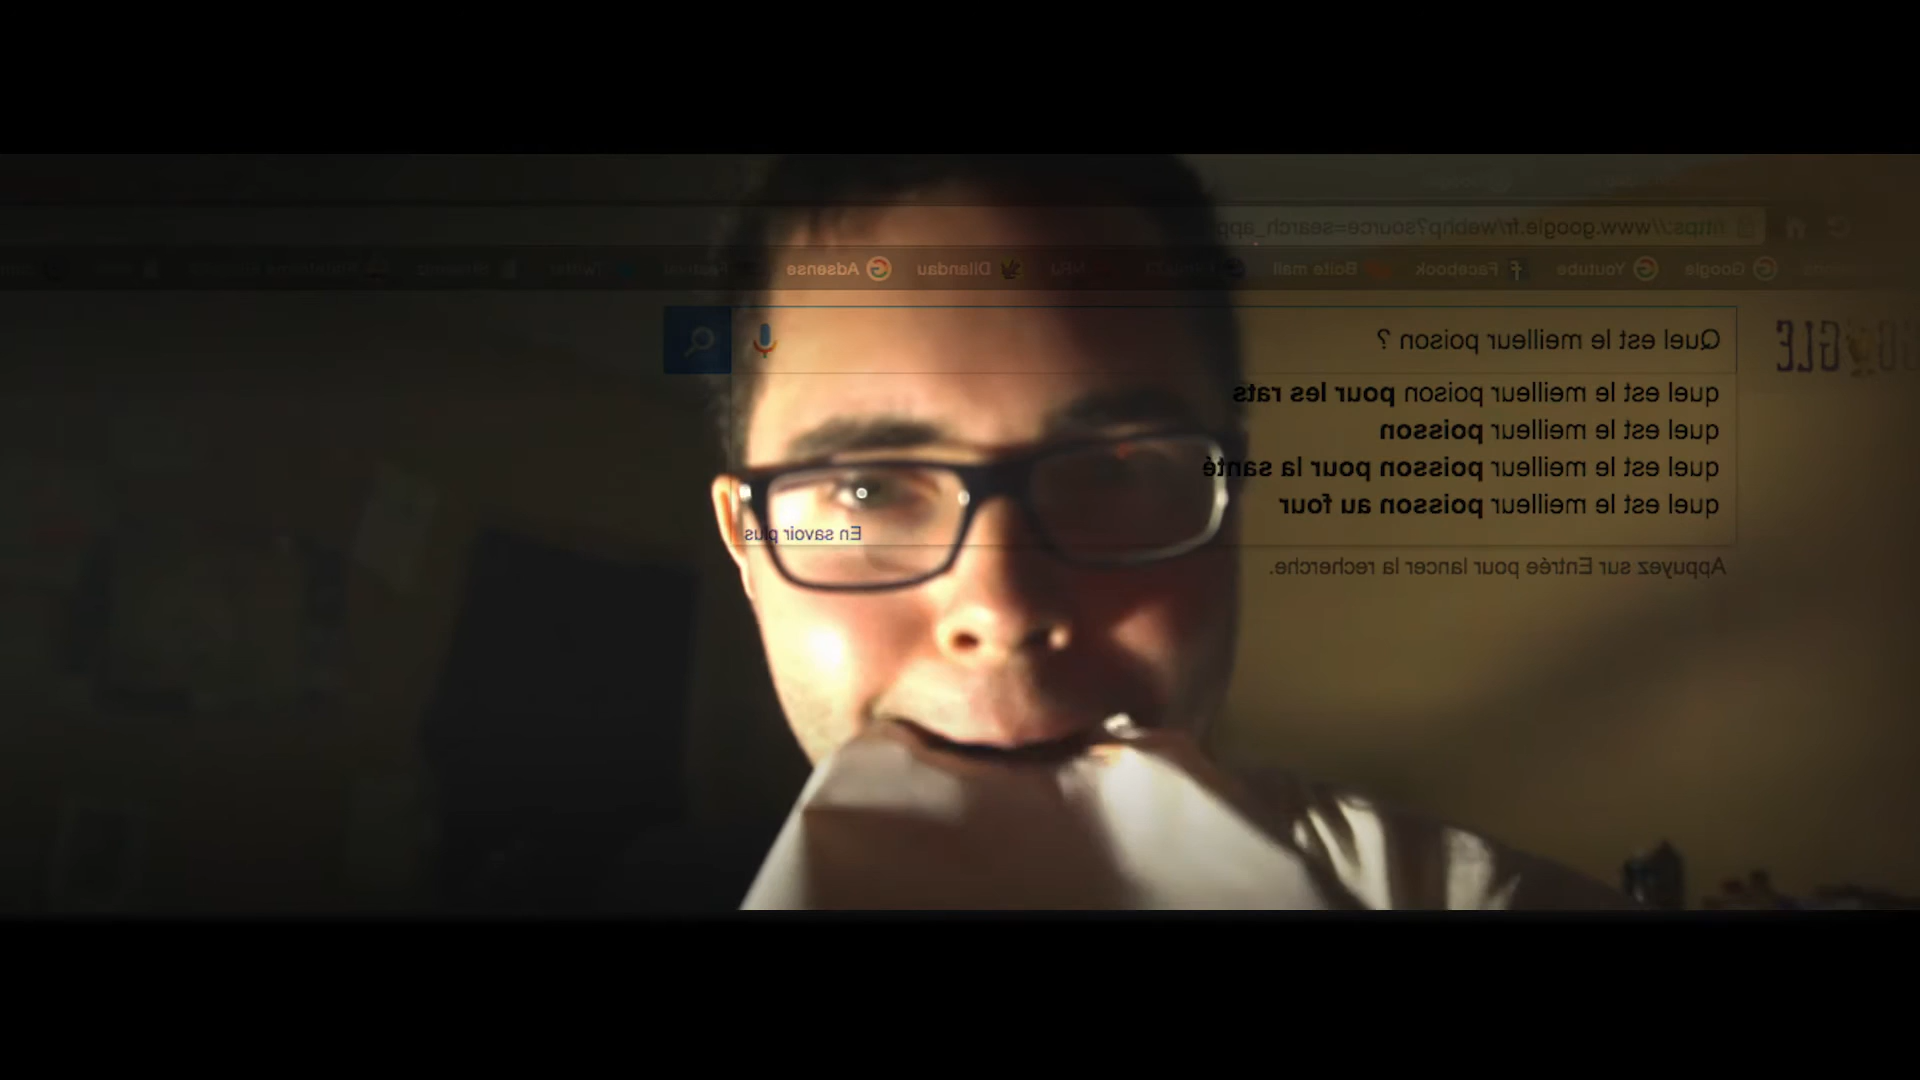 https://www.google.fr/webhp?source=search_app
Google Youtube Facebook Boite mail Dilandau Adsense Festival Twitter
GOOGLE
Quel est le meilleur poison ?
quel est le meilleur poison pour les rats
quel est le meilleur poisson
quel est le meilleur poisson pour la santé
quel est le meilleur poisson au four
En savoir plus
Appuyez sur Entrée pour lancer la recherche.